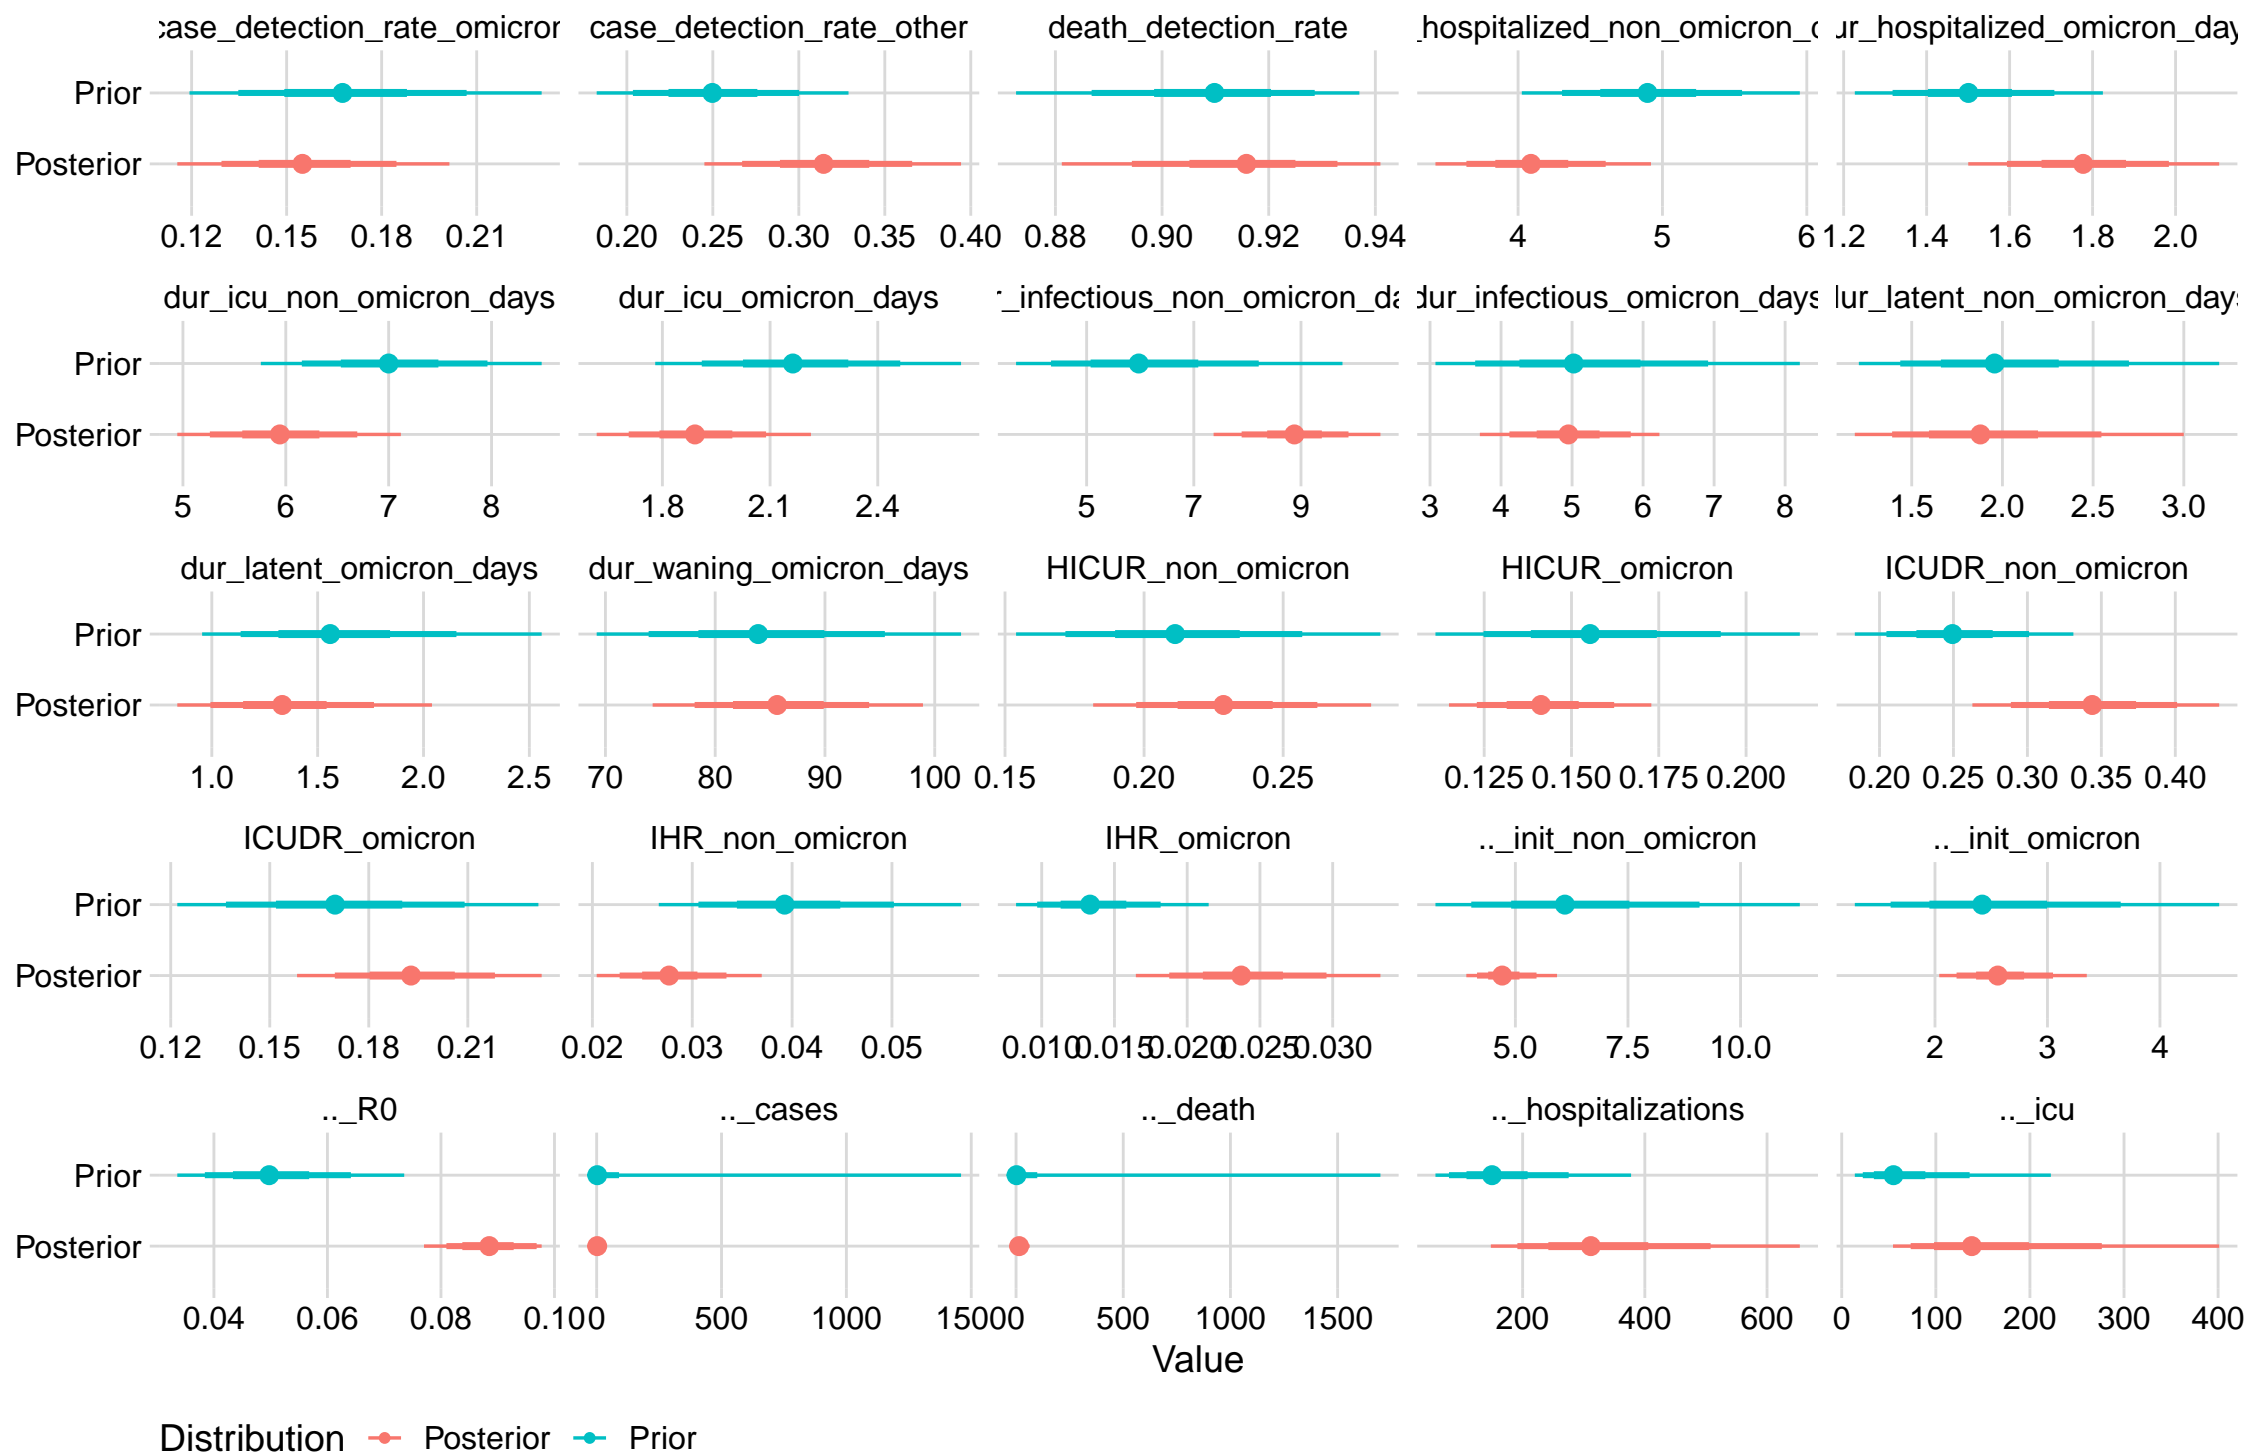 case_detection_rate_omicron case_detection_rate_other death_detection_rate _hospitalized_non_omicron_ ur_hospitalized_omicron_day
Prior
Posterior
0.12 0.15 0.18 0.21 0.20 0.25 0.30 0.35 0.40 0.88 0.90 0.92 0.94 4 5 6 1.2 1.4 1.6 1.8 2.0
dur_icu_non_omicron_days dur_icu_omicron_days r_infectious_non_omicron_da dur_infectious_omicron_days dur_latent_non_omicron_days
Prior
Posterior
5 6 7 8 1.8 2.1 2.4 5 7 9 3 4 5 6 7 8 1.5 2.0 2.5 3.0
dur_latent_omicron_days dur_waning_omicron_days HICUR_non_omicron HICUR_omicron ICUDR_non_omicron
Prior
Posterior
1.0 1.5 2.0 2.5 70 80 90 100 0.15 0.20 0.25 0.125 0.150 0.175 0.200 0.20 0.25 0.30 0.35 0.40
ICUDR_omicron IHR_non_omicron IHR_omicron .._init_non_omicron .._init_omicron
Prior
Posterior
0.12 0.15 0.18 0.21 0.02 0.03 0.04 0.05 0.010 0.015 0.020 0.025 0.030 5.0 7.5 10.0 2 3 4
.._R0 .._cases .._death .._hospitalizations .._icu
Prior
Posterior
0.04 0.06 0.08 0.10 0 500 1000 1500 0 500 1000 1500 200 400 600 0 100 200 300 400
Value
Distribution Posterior Prior